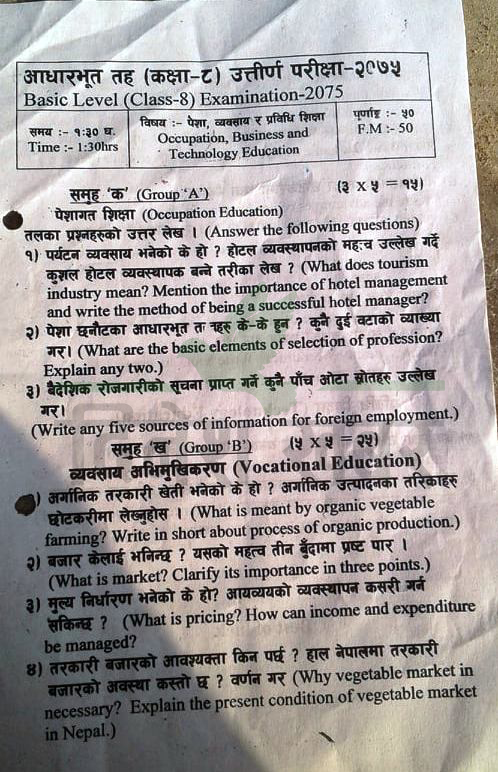 आधारभूत तह (कक्षा-८) उत्तीर्ण परीक्षा-२०७५
Basic Level (Class-8) Examination-2075
समय :- १:३० घ.
Time :- 1:30hrs
विषय :- पेशा, व्यवसाय र प्रविधि शिक्षा
Occupation, Business and
Technology Education
पूर्णाङ्क :- ५०
F.M :- 50
समुह ‘क’ (Group ‘A’) (३ X ५ = १५)
पेशागत शिक्षा (Occupation Education)
तलका प्रश्नहरुको उत्तर लेख । (Answer the following questions)
१) पर्यटन व्यवसाय भनेको के हो ? होटल व्यवस्थापनको महत्व उल्लेख गर्दै
कुशल होटल व्यवस्थापक बन्ने तरीका लेख ? (What does tourism
industry mean? Mention the importance of hotel management
and write the method of being a successful hotel manager?
२) पेशा छनौटका आधारभूत त हरु के-के हुन ? कुनै दुई वटाको व्याख्या
गर। (What are the basic elements of selection of profession?
Explain any two.)
३) बैदेशिक रोजगारीको सूचना प्राप्त गर्ने कुनै पाँच ओटा स्रोतहरु उल्लेख
गर।
(Write any five sources of information for foreign employment.)
समुह ‘ख’ (Group ‘B’) (५ X ५ = २५)
व्यवसाय अभिमुखिकरण (Vocational Education)
) अर्गानिक तरकारी खेती भनेको के हो ? अर्गानिक उत्पादनका तरिकाहरु
छोटकरीमा लेख्नुहोस । (What is meant by organic vegetable
farming? Write in short about process of organic production.)
२) बजार केलाई भनिन्छ ? यसको महत्व तीन बुँदामा प्रष्ट पार ।
(What is market? Clarify its importance in three points.)
३) मुल्य निर्धारण भनेको के हो? आयव्ययको व्यवस्थापन कसरी गर्न
सकिन्छ ? (What is pricing? How can income and expenditure
be managed?
४) तरकारी बजारको आवश्यक्ता किन पर्छ ? हाल नेपालमा तरकारी
बजारको अवस्था कस्तो छ ? वर्णन गर (Why vegetable market in
necessary? Explain the present condition of vegetable market
in Nepal.)